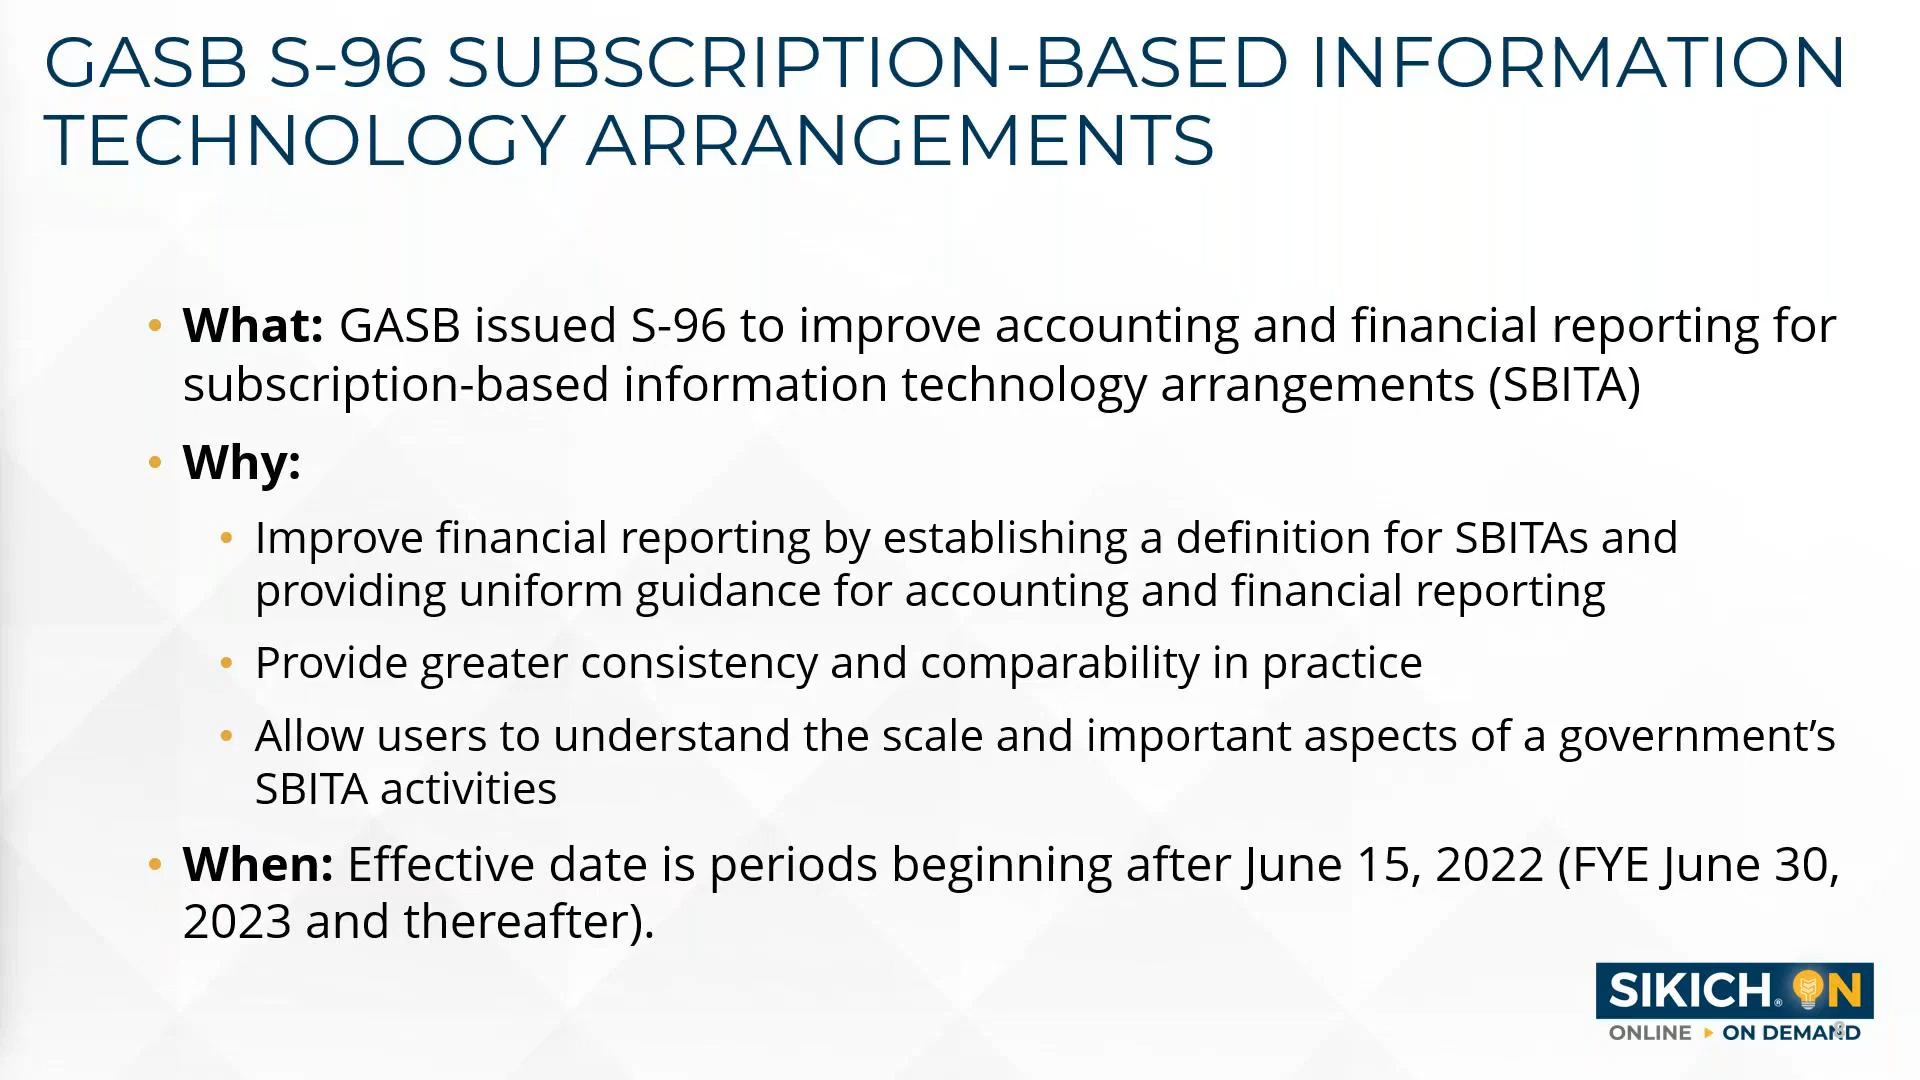 GASB S-96 SUBSCRIPTION-BASED INFORMATION
TECHNOLOGY ARRANGEMENTS
• What: GASB issued S-96 to improve accounting and financial reporting for
subscription-based information technology arrangements (SBITA)
• Why:
• Improve financial reporting by establishing a definition for SBITAs and
providing uniform guidance for accounting and financial reporting
• Provide greater consistency and comparability in practice
• Allow users to understand the scale and important aspects of a government’s
SBITA activities
• When: Effective date is periods beginning after June 15, 2022 (FYE June 30,
2023 and thereafter).
SIKICH® ON
ONLINE ▸ ON DEMAND